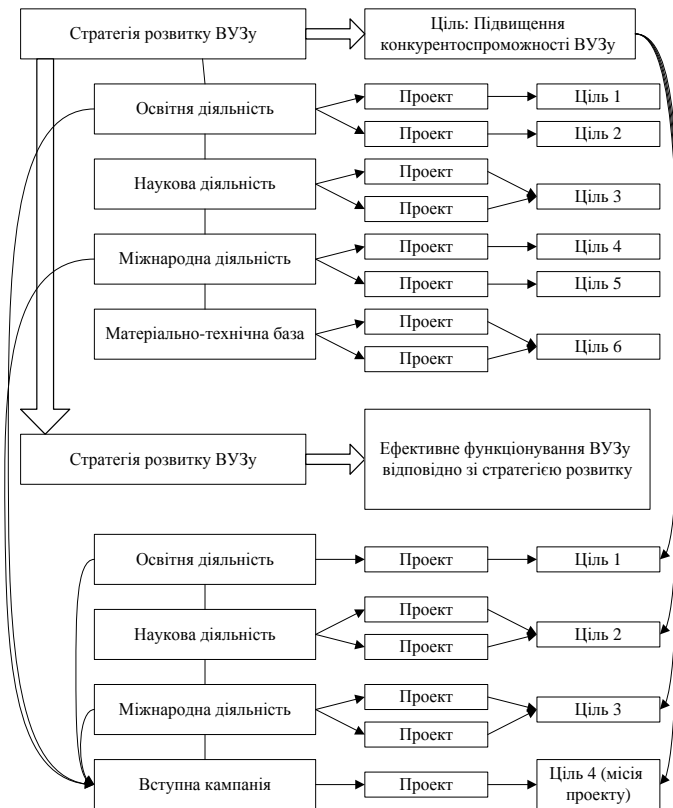 Стратегія розвитку ВУЗу
Ціль: Підвищення
конкурентоспроможності ВУЗу
Освітня діяльність
Проект
Ціль 1
Проект
Ціль 2
Наукова діяльність
Проект
Проект
Ціль 3
Міжнародна діяльність
Проект
Ціль 4
Проект
Ціль 5
Матеріально-технічна база
Проект
Проект
Ціль 6
Стратегія розвитку ВУЗу
Ефективне функціонування ВУЗу
відповідно зі стратегією розвитку
Освітня діяльність
Проект
Ціль 1
Наукова діяльність
Проект
Проект
Ціль 2
Міжнародна діяльність
Проект
Проект
Ціль 3
Вступна кампанія
Проект
Ціль 4 (місія
проекту)